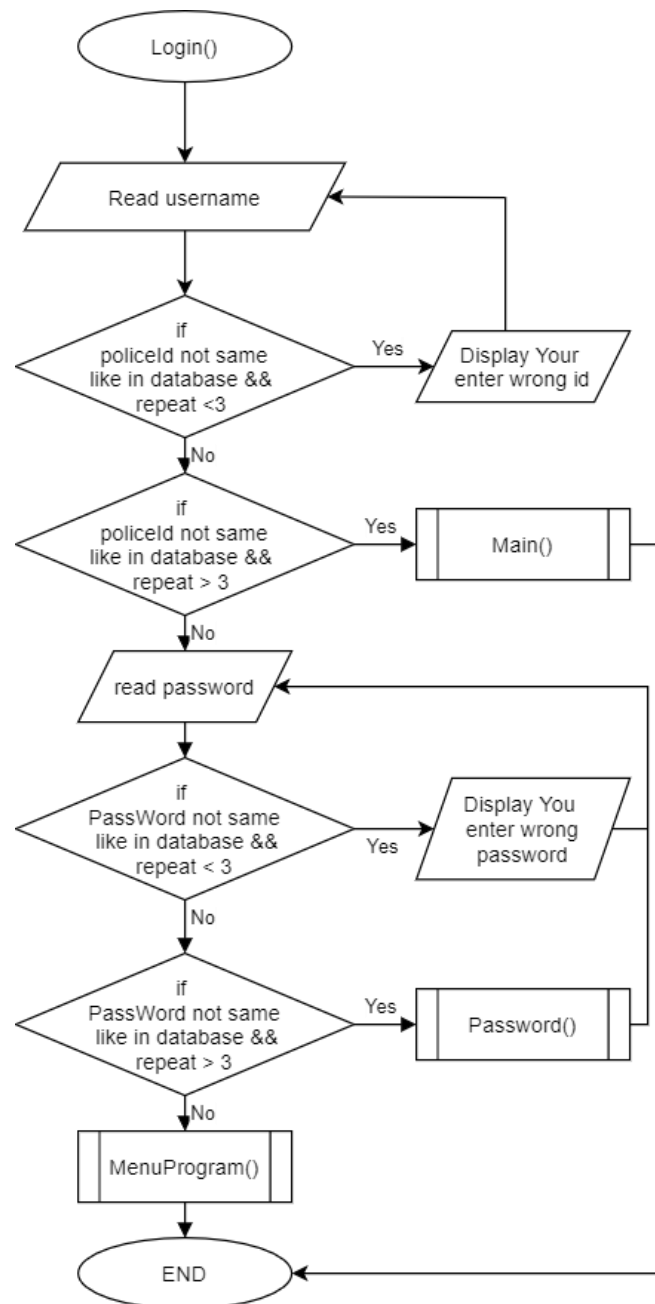 Login()
Read username
if
policeId not same
like in database &&
repeat <3
Yes
Display Your
enter wrong id
No
if
policeId not same
like in database &&
repeat > 3
Yes
Main()
No
read password
if
PassWord not same
like in database &&
repeat < 3
Yes
Display You
enter wrong
password
No
if
PassWord not same
like in database &&
repeat > 3
Yes
Password()
No
MenuProgram()
END